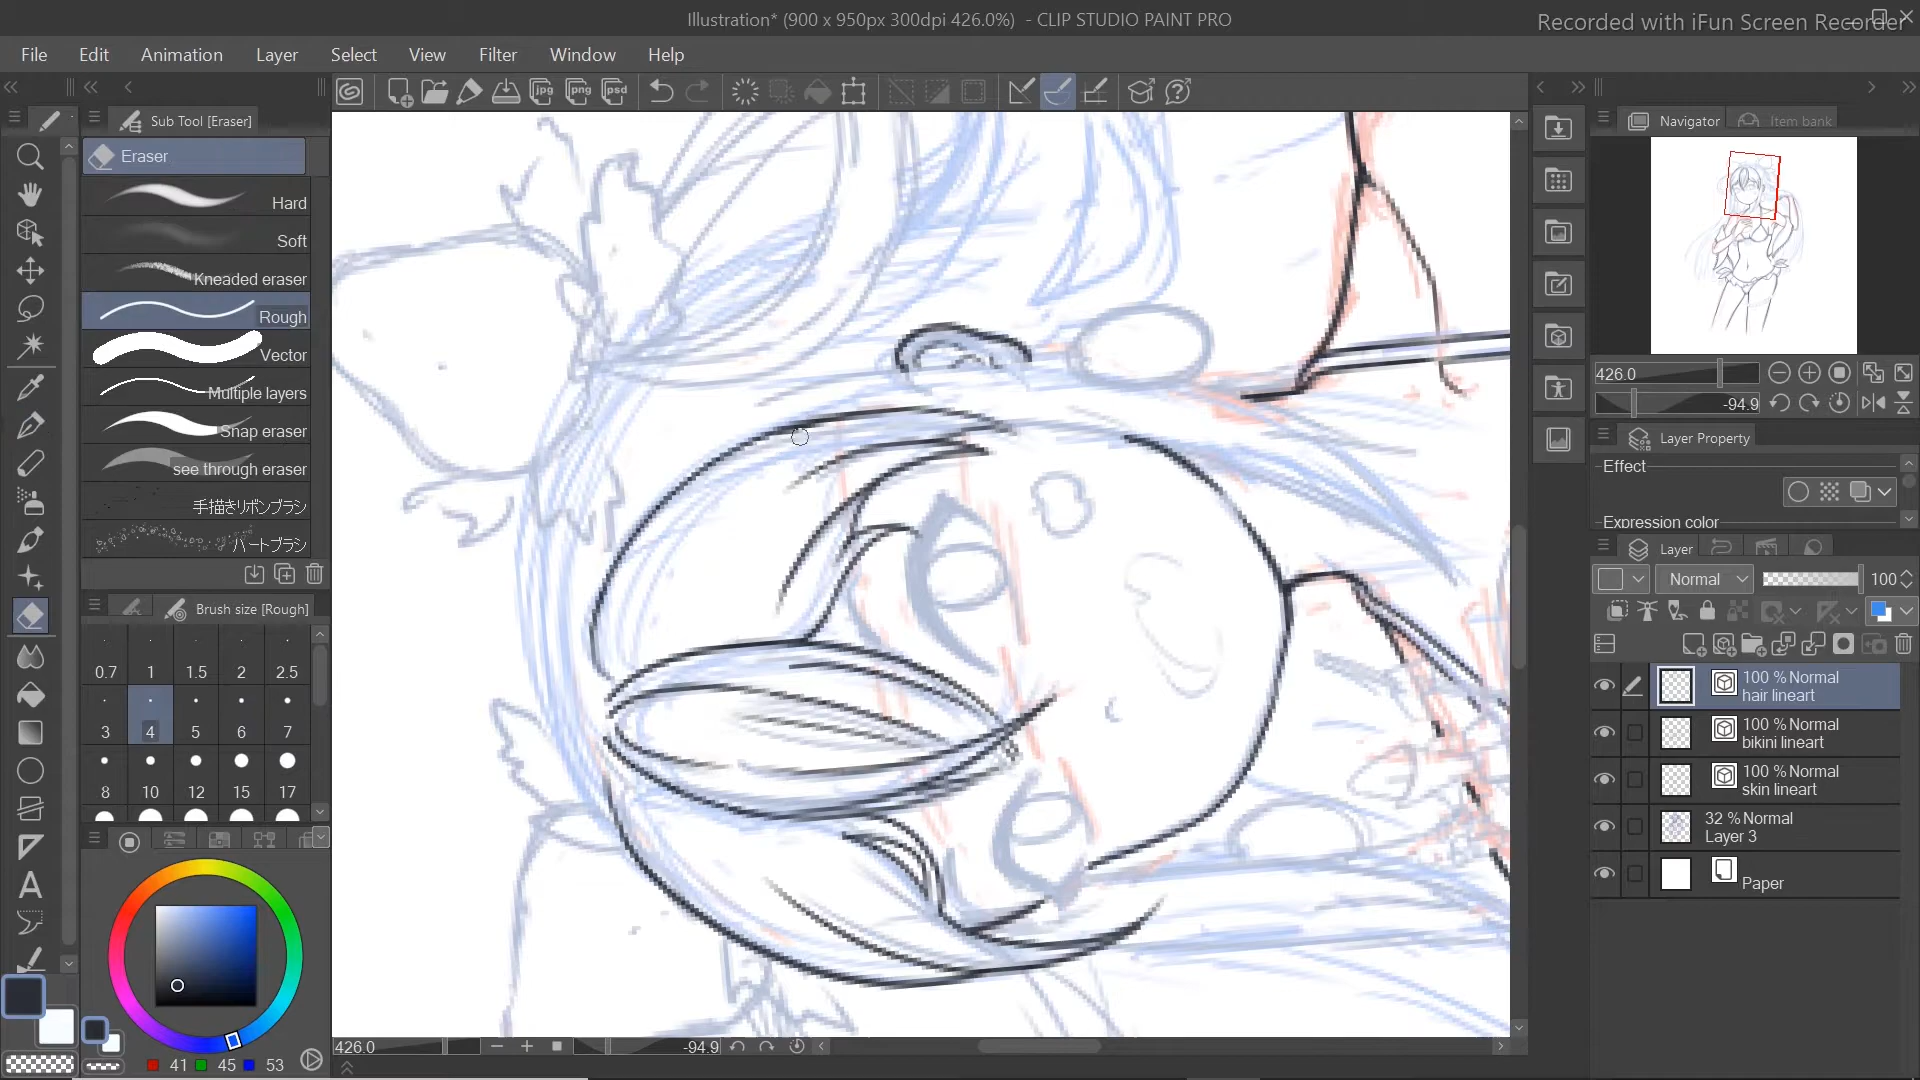 Illustration* (900 x 950px 300dpi 426.0%) - CLIP STUDIO PAINT PRO
Recorded with iFun Screen Recorder
File Edit Animation Layer Select View Filter Window Help
jpg png psd
Sub Tool [Eraser]
Eraser
Hard
Soft
Kneaded eraser
Rough
Vector
Multiple layers
Snap eraser
see through eraser
手描きリボンブラシ
ハートブラシ
Brush size [Rough]
0.7 1 1.5 2 2.5
3 4 5 6 7
8 10 12 15 17
41 45 53
426.0
-94.9
Navigator Item bank
426.0
-94.9
Layer Property
Effect
Expression color
Layer
Normal 100
100 % Normal
hair lineart
100 % Normal
bikini lineart
100 % Normal
skin lineart
32 % Normal
Layer 3
Paper